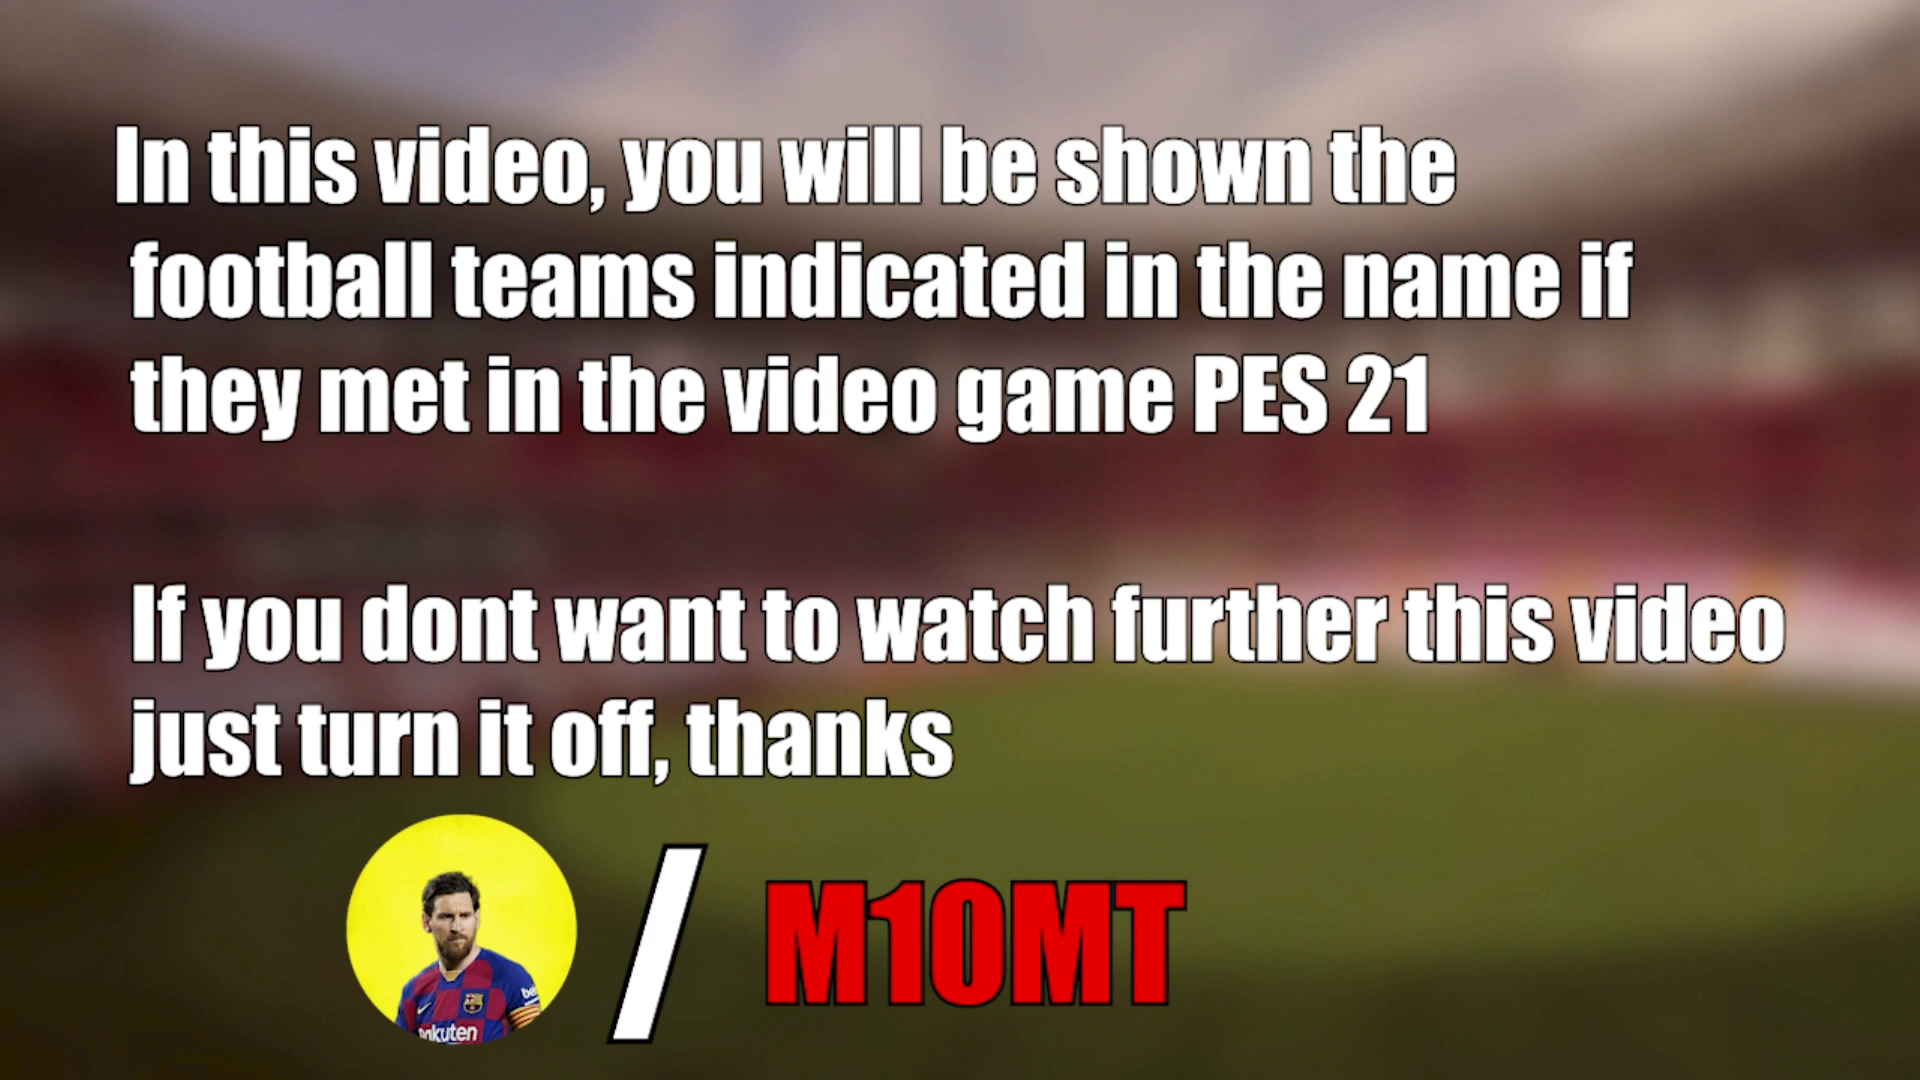 In this video, you will be shown the
football teams indicated in the name if
they met in the video game PES 21
If you dont want to watch further this video
just turn it off, thanks
/ M10MT
Rakuten